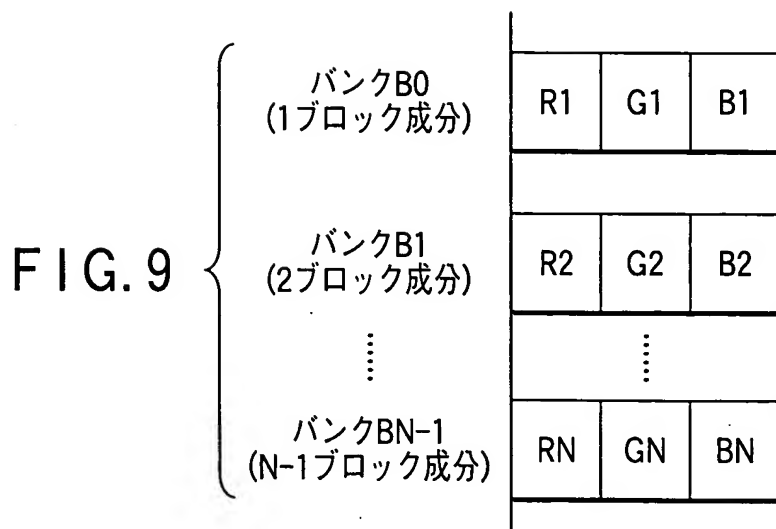 FIG. 9
バンクB0
(1ブロック成分)
R1 G1 B1
バンクB1
(2ブロック成分)
R2 G2 B2
バンクBN-1
(N-1ブロック成分)
RN GN BN